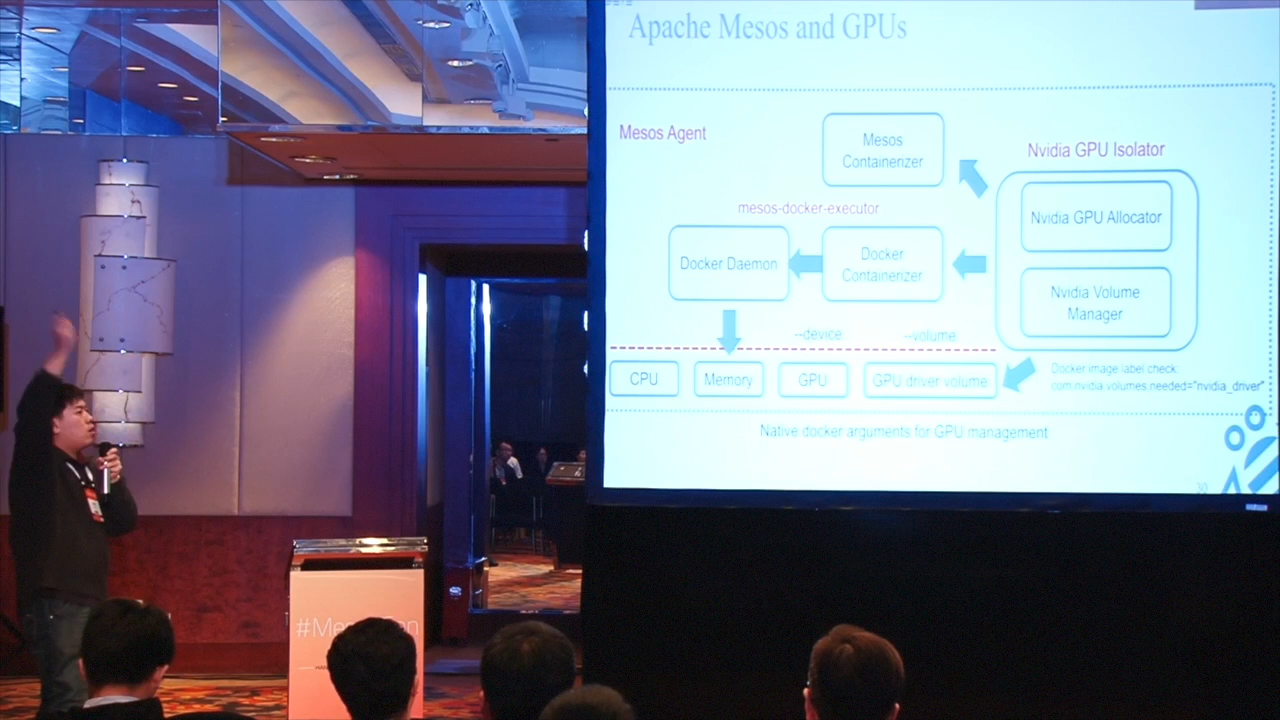 Apache Mesos and GPUs
Mesos Agent
Mesos
Containerizer
Nvidia GPU Isolator
Nvidia GPU Allocator
mesos-docker-executor
Docker Daemon
Docker
Containerizer
Nvidia Volume
Manager
--device
--volume
CPU
Memory
GPU
GPU driver volume
Docker image label check:
com.nvidia.volumes.needed="nvidia_driver"
Native docker arguments for GPU management
30